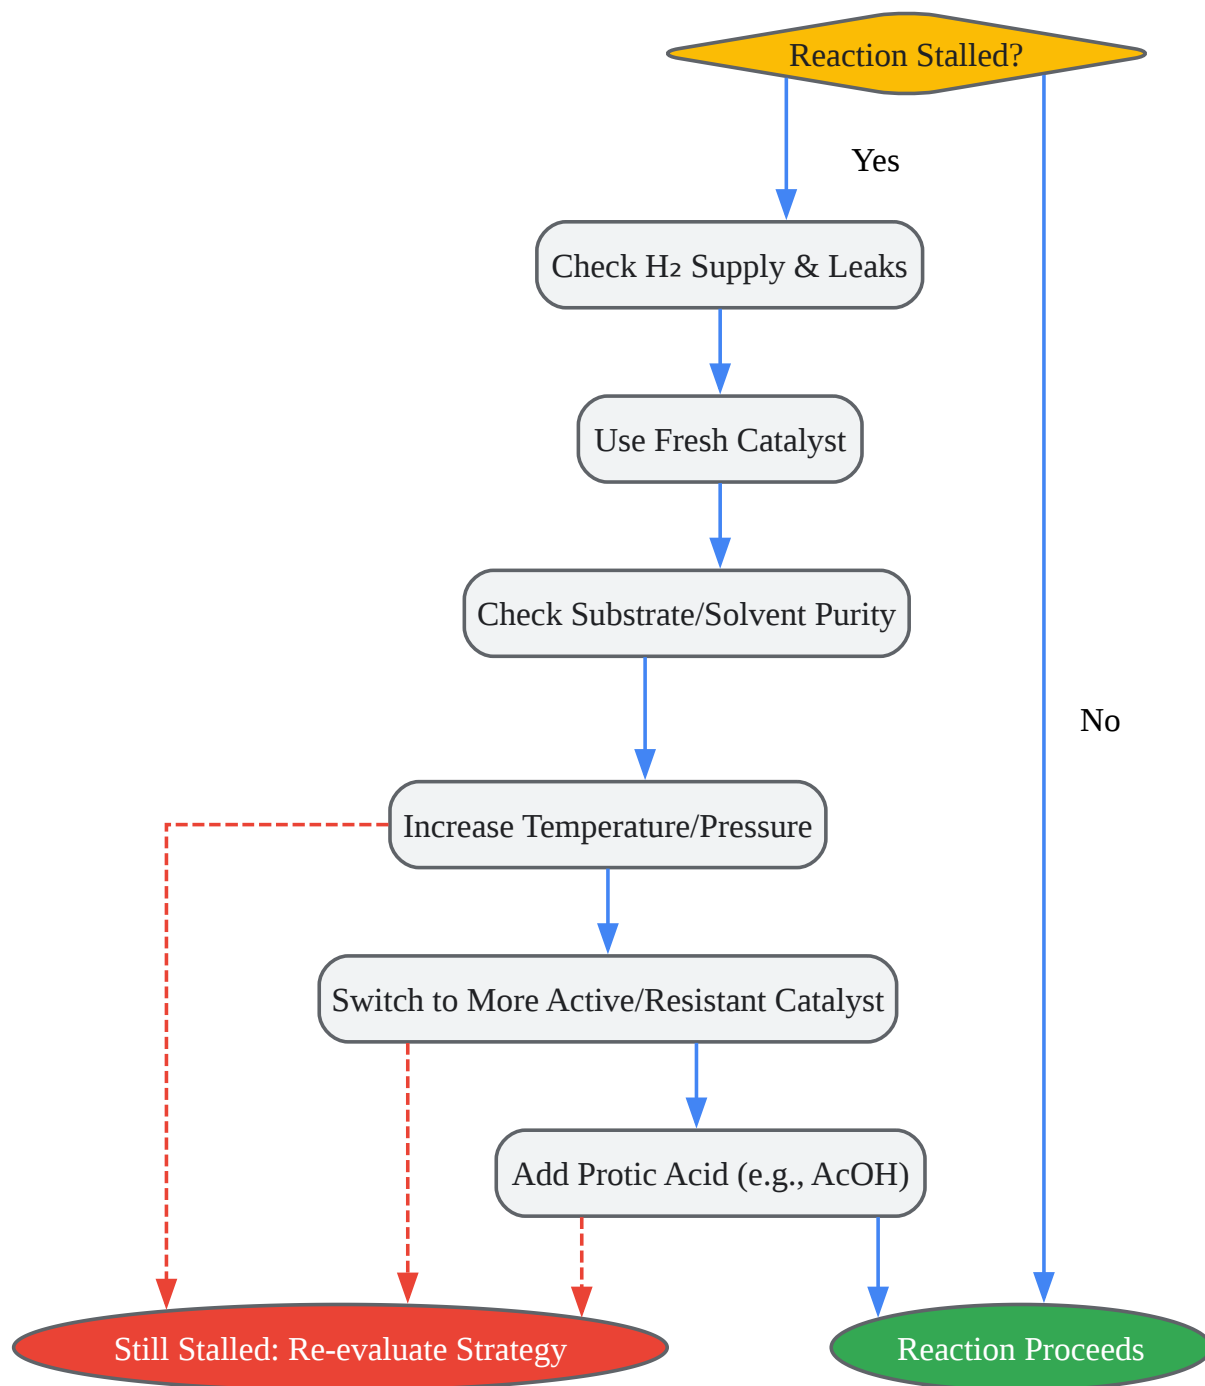 Reaction Stalled?
Yes
Check H₂ Supply & Leaks
Use Fresh Catalyst
Check Substrate/Solvent Purity
No
Increase Temperature/Pressure
Switch to More Active/Resistant Catalyst
Add Protic Acid (e.g., AcOH)
Still Stalled: Re-evaluate Strategy
Reaction Proceeds